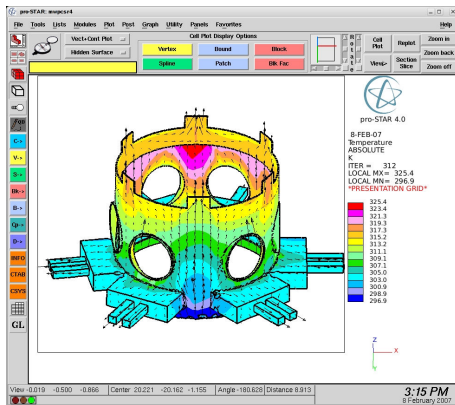 pro-STAR: mvpcsr4
File Tools Lists Modules Plot Post Graph Utility Panels Favorites Help
Vect+Cont Plot
Hidden Surface
Cell Plot Display Options
Vertex Bound Block
Spline Patch Blk Fac
Rotate
Cell Plot
Replot
View>
Section Slice
Zoom in
Zoom back
Zoom off
C->
V->
S->
Bk->
B->
Cp->
D->
INFO
CTAB
CSYS
GL
pro-STAR 4.0
8-FEB-07
Temperature
ABSOLUTE
K
ITER = 312
LOCAL MX= 325.4
LOCAL MN= 296.9
*PRESENTATION GRID*
325.4
323.4
321.3
319.3
317.3
315.2
313.2
311.1
309.1
307.1
305.0
303.0
300.9
298.9
296.9
Z
X
Y
View -0.019 -0.500 -0.866 Center 20.221 -20.162 -1.155 Angle -180.628 Distance 8.913
3:15 PM
8 February 2007